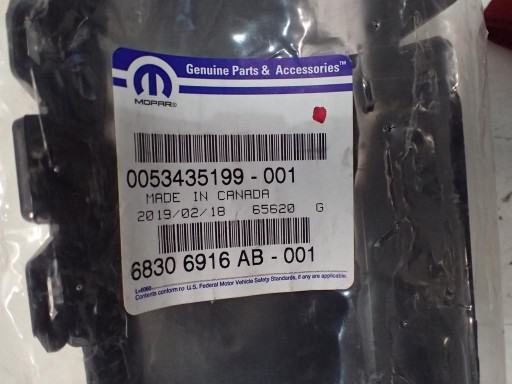 Genuine Parts & Accessories™
MOPAR®
0053435199 - 001
MADE IN CANADA
2019/02/18 65620 G
6830 6916 AB - 001
Contents conform to U.S. Federal Motor Vehicle Safety Standards, if any are applicable.